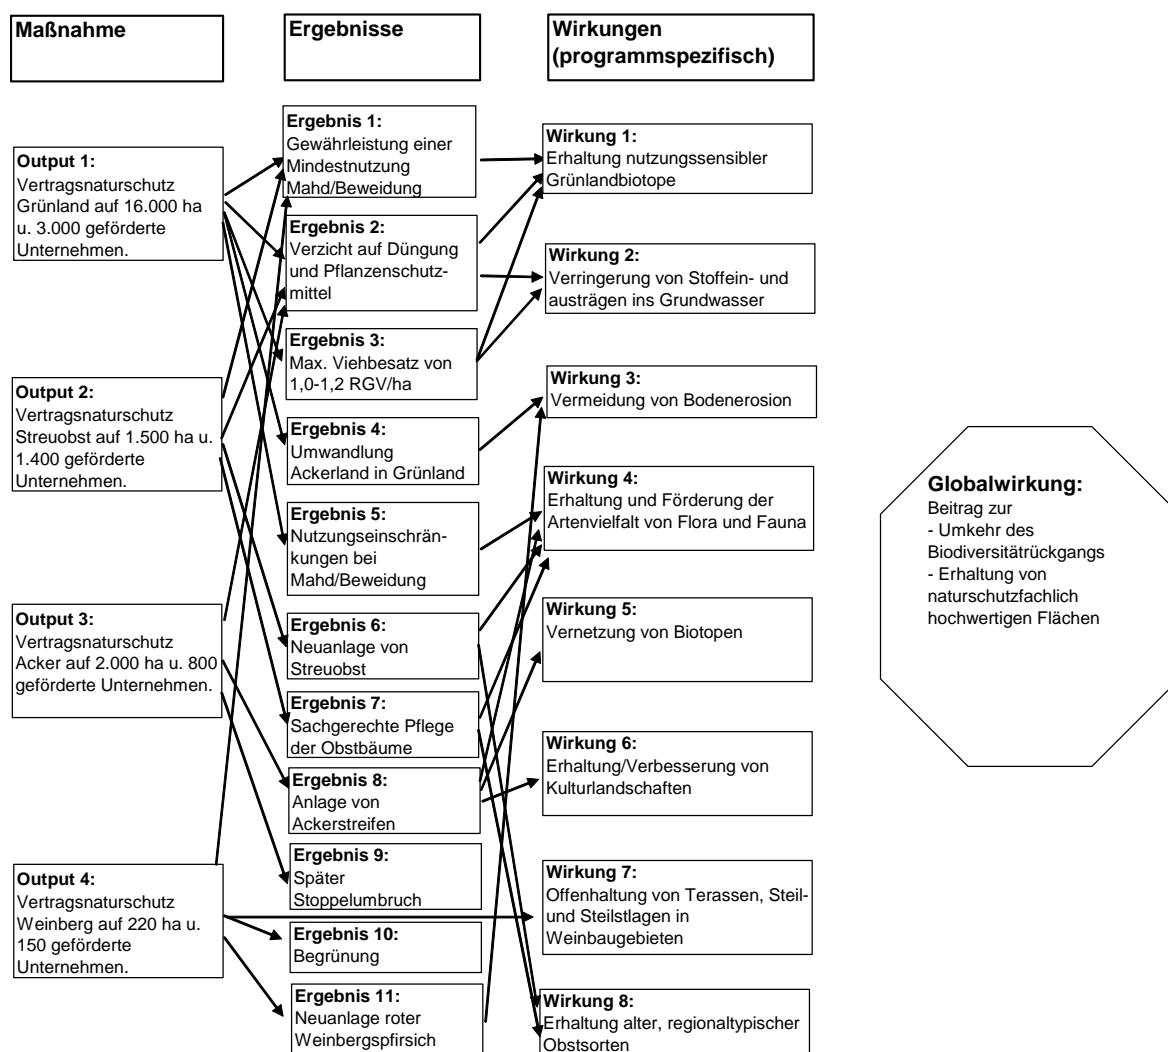 Maßnahme
Ergebnisse
Wirkungen
(programmspezifisch)
Output 1:
Vertragsnaturschutz
Grünland auf 16.000 ha
u. 3.000 geförderte
Unternehmen.
Output 2:
Vertragsnaturschutz
Streuobst auf 1.500 ha u.
1.400 geförderte
Unternehmen.
Output 3:
Vertragsnaturschutz
Acker auf 2.000 ha u. 800
geförderte Unternehmen.
Output 4:
Vertragsnaturschutz
Weinberg auf 220 ha u.
150 geförderte
Unternehmen.
Ergebnis 1:
Gewährleistung einer
Mindestnutzung
Mahd/Beweidung
Ergebnis 2:
Verzicht auf Düngung
und Pflanzenschutz-
mittel
Ergebnis 3:
Max. Viehbesatz von
1,0-1,2 RGV/ha
Ergebnis 4:
Umwandlung
Ackerland in Grünland
Ergebnis 5:
Nutzungseinschrän-
kungen bei
Mahd/Beweidung
Ergebnis 6:
Neuanlage von
Streuobst
Ergebnis 7:
Sachgerechte Pflege
der Obstbäume
Ergebnis 8:
Anlage von
Ackerstreifen
Ergebnis 9:
Später
Stoppelumbruch
Ergebnis 10:
Begrünung
Ergebnis 11:
Neuanlage roter
Weinbergspfirsich
Wirkung 1:
Erhaltung nutzungssensibler
Grünlandbiotope
Wirkung 2:
Verringerung von Stoffein- und
austrägen ins Grundwasser
Wirkung 3:
Vermeidung von Bodenerosion
Wirkung 4:
Erhaltung und Förderung der
Artenvielfalt von Flora und Fauna
Wirkung 5:
Vernetzung von Biotopen
Wirkung 6:
Erhaltung/Verbesserung von
Kulturlandschaften
Wirkung 7:
Offenhaltung von Terassen, Steil-
und Steilstlagen in
Weinbaugebieten
Wirkung 8:
Erhaltung alter, regionaltypischer
Obstsorten
Globalwirkung:
Beitrag zur
- Umkehr des
Biodiversitätrückgangs
- Erhaltung von
naturschutzfachlich
hochwertigen Flächen